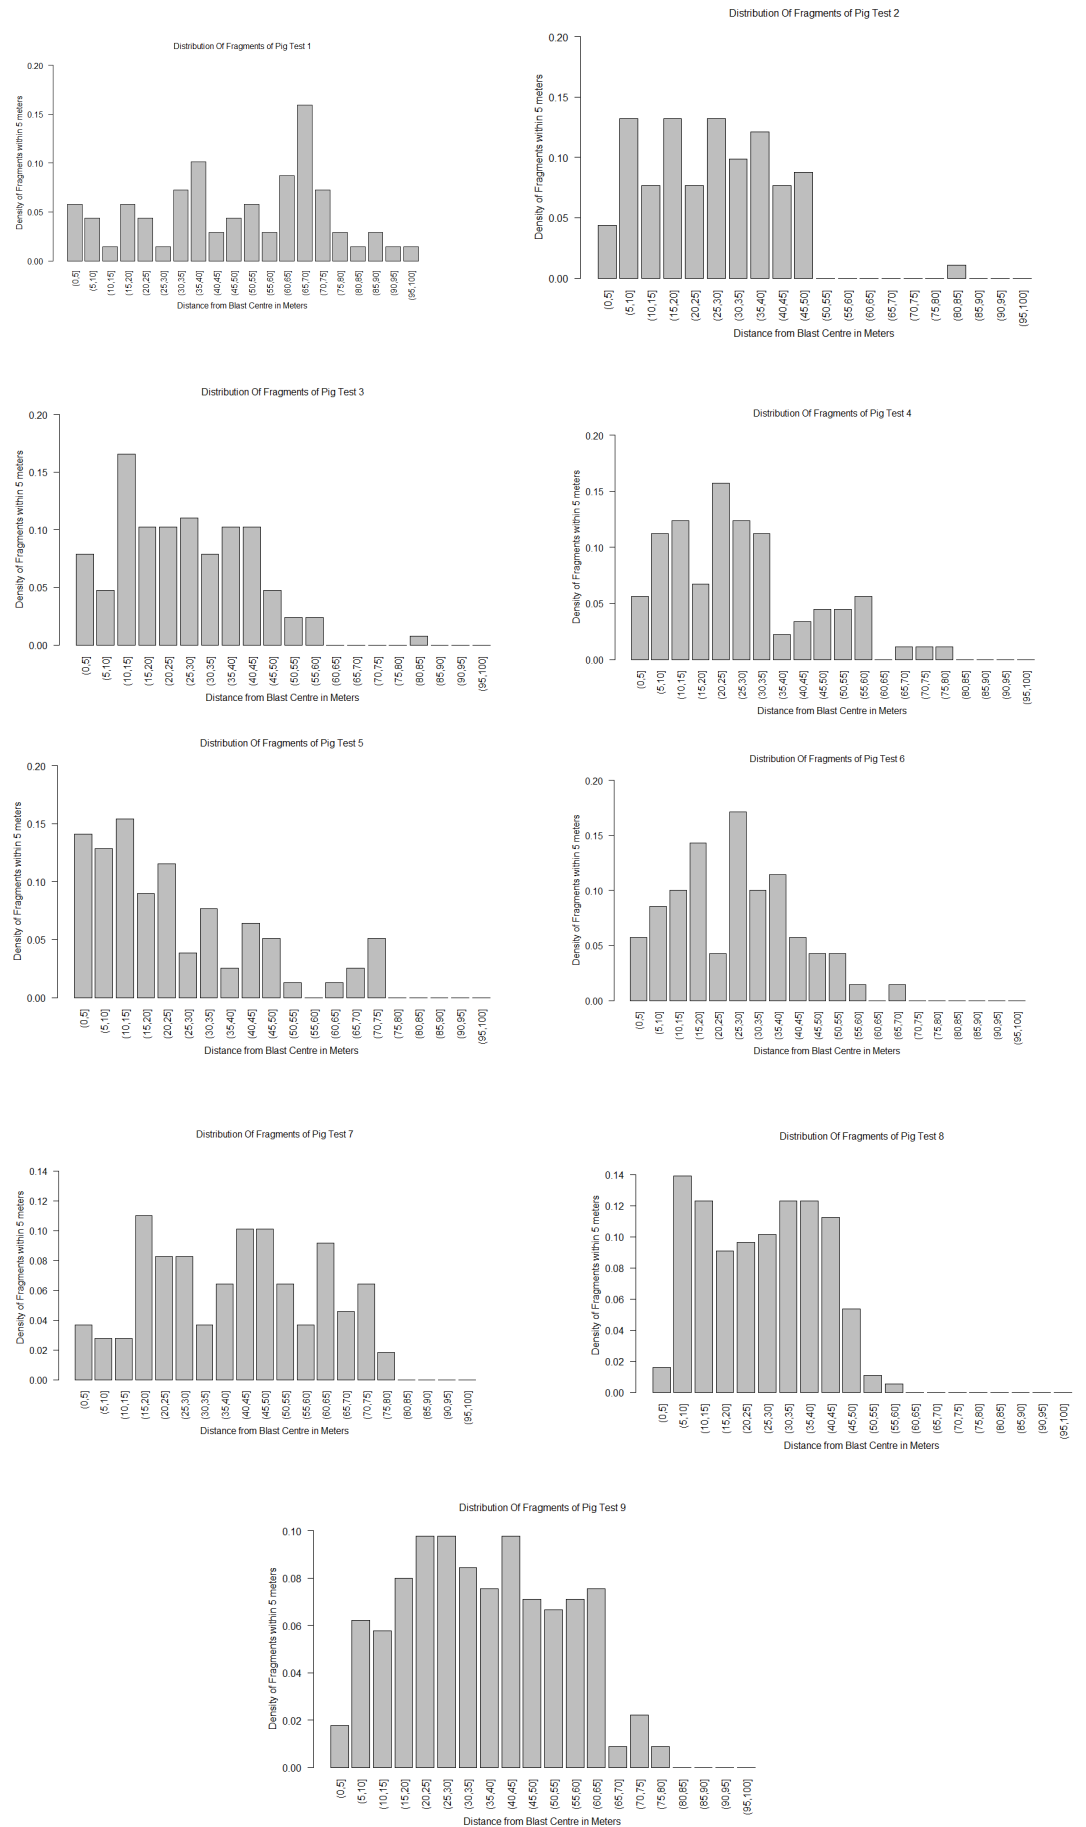 Distribution Of Fragments of Pig Test 1
Density of Fragments within 5 meters
0.20
0.15
0.10
0.05
0.00
(0,5] (5,10] (10,15] (15,20] (20,25] (25,30] (30,35] (35,40] (40,45] (45,50] (50,55] (55,60] (60,65] (65,70] (70,75] (75,80] (80,85] (85,90] (90,95] (95,100]
Distance from Blast Centre in Meters
Distribution Of Fragments of Pig Test 2
Density of Fragments within 5 meters
0.20
0.15
0.10
0.05
0.00
(0,5] (5,10] (10,15] (15,20] (20,25] (25,30] (30,35] (35,40] (40,45] (45,50] (50,55] (55,60] (60,65] (65,70] (70,75] (75,80] (80,85] (85,90] (90,95] (95,100]
Distance from Blast Centre in Meters
Distribution Of Fragments of Pig Test 3
Density of Fragments within 5 meters
0.20
0.15
0.10
0.05
0.00
(0,5] (5,10] (10,15] (15,20] (20,25] (25,30] (30,35] (35,40] (40,45] (45,50] (50,55] (55,60] (60,65] (65,70] (70,75] (75,80] (80,85] (85,90] (90,95] (95,100]
Distance from Blast Centre in Meters
Distribution Of Fragments of Pig Test 4
Density of Fragments within 5 meters
0.20
0.15
0.10
0.05
0.00
(0,5] (5,10] (10,15] (15,20] (20,25] (25,30] (30,35] (35,40] (40,45] (45,50] (50,55] (55,60] (60,65] (65,70] (70,75] (75,80] (80,85] (85,90] (90,95] (95,100]
Distance from Blast Centre in Meters
Distribution Of Fragments of Pig Test 5
Density of Fragments within 5 meters
0.20
0.15
0.10
0.05
0.00
(0,5] (5,10] (10,15] (15,20] (20,25] (25,30] (30,35] (35,40] (40,45] (45,50] (50,55] (55,60] (60,65] (65,70] (70,75] (75,80] (80,85] (85,90] (90,95] (95,100]
Distance from Blast Centre in Meters
Distribution Of Fragments of Pig Test 6
Density of Fragments within 5 meters
0.20
0.15
0.10
0.05
0.00
(0,5] (5,10] (10,15] (15,20] (20,25] (25,30] (30,35] (35,40] (40,45] (45,50] (50,55] (55,60] (60,65] (65,70] (70,75] (75,80] (80,85] (85,90] (90,95] (95,100]
Distance from Blast Centre in Meters
Distribution Of Fragments of Pig Test 7
Density of Fragments within 5 meters
0.14
0.12
0.10
0.08
0.06
0.04
0.02
0.00
(0,5] (5,10] (10,15] (15,20] (20,25] (25,30] (30,35] (35,40] (40,45] (45,50] (50,55] (55,60] (60,65] (65,70] (70,75] (75,80] (80,85] (85,90] (90,95] (95,100]
Distance from Blast Centre in Meters
Distribution Of Fragments of Pig Test 8
Density of Fragments within 5 meters
0.14
0.12
0.10
0.08
0.06
0.04
0.02
0.00
(0,5] (5,10] (10,15] (15,20] (20,25] (25,30] (30,35] (35,40] (40,45] (45,50] (50,55] (55,60] (60,65] (65,70] (70,75] (75,80] (80,85] (85,90] (90,95] (95,100]
Distance from Blast Centre in Meters
Distribution Of Fragments of Pig Test 9
Density of Fragments within 5 meters
0.10
0.08
0.06
0.04
0.02
0.00
(0,5] (5,10] (10,15] (15,20] (20,25] (25,30] (30,35] (35,40] (40,45] (45,50] (50,55] (55,60] (60,65] (65,70] (70,75] (75,80] (80,85] (85,90] (90,95] (95,100]
Distance from Blast Centre in Meters